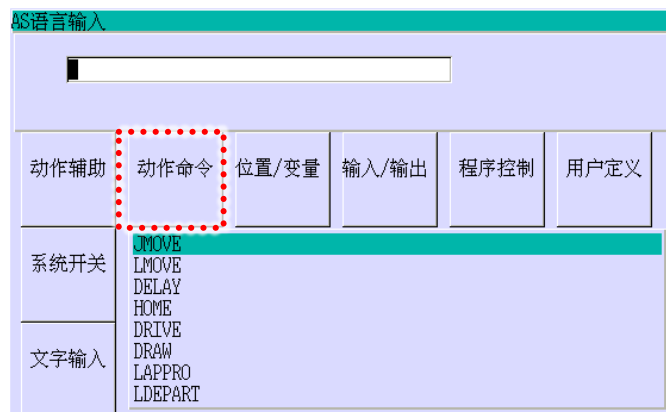 AS语言输入
动作辅助 动作命令 位置/变量 输入/输出 程序控制 用户定义
系统开关
JMOVE
LMOVE
DELAY
HOME
DRIVE
文字输入
DRAW
LAPPRO
LDEPART